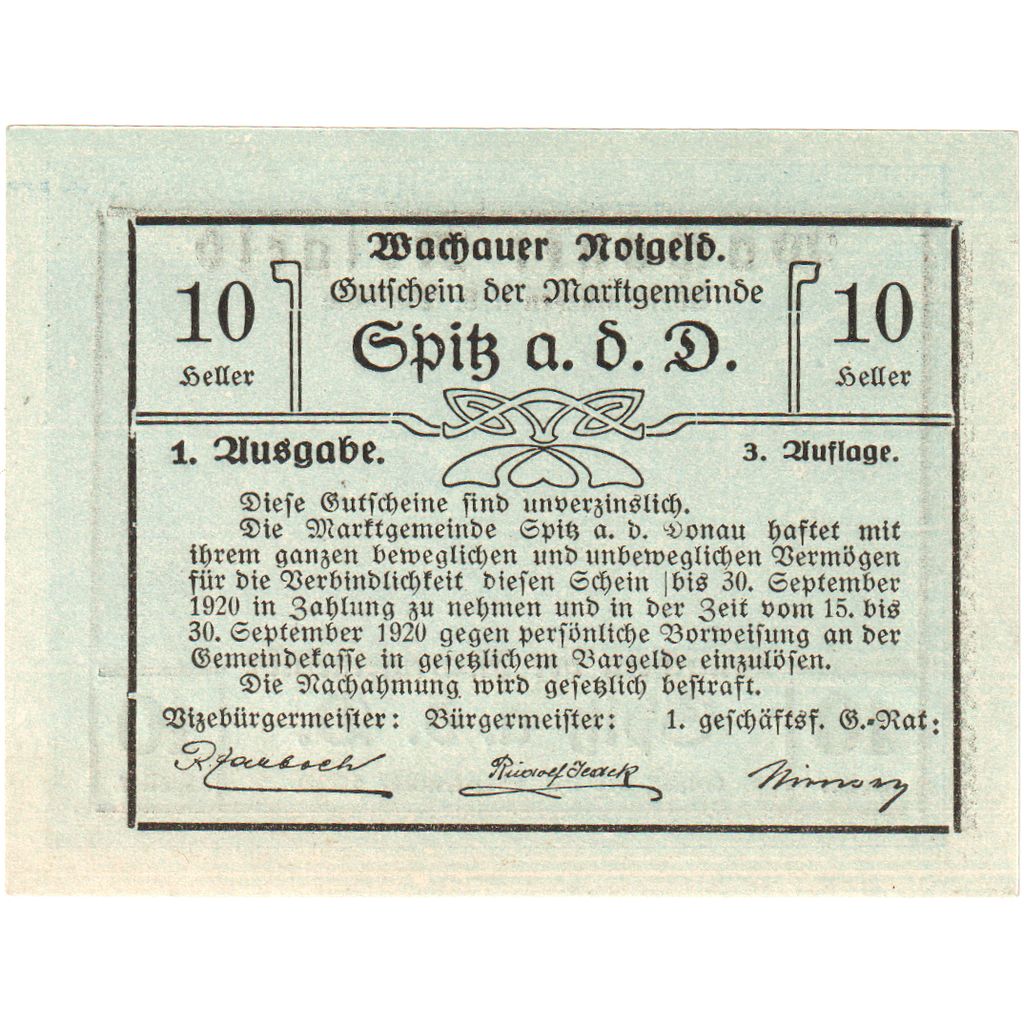 Wachauer Notgeld.
10 Heller
Gutschein der Marktgemeinde
Spitz a. d. D.
10 Heller
1. Ausgabe.
3. Auflage.
Diese Gutscheine sind unverzinslich.
Die Marktgemeinde Spitz a. d. Donau haftet mit
ihrem ganzen beweglichen und unbeweglichen Vermögen
für die Verbindlichkeit diesen Schein bis 30. September
1920 in Zahlung zu nehmen und in der Zeit vom 15. bis
30. September 1920 gegen persönliche Vorweisung an der
Gemeindekasse in gesetzlichem Bargelde einzulösen.
Die Nachahmung wird gesetzlich bestraft.
Vizebürgermeister: Bürgermeister: 1. geschäftsf. G.-Rat:
Rudolf